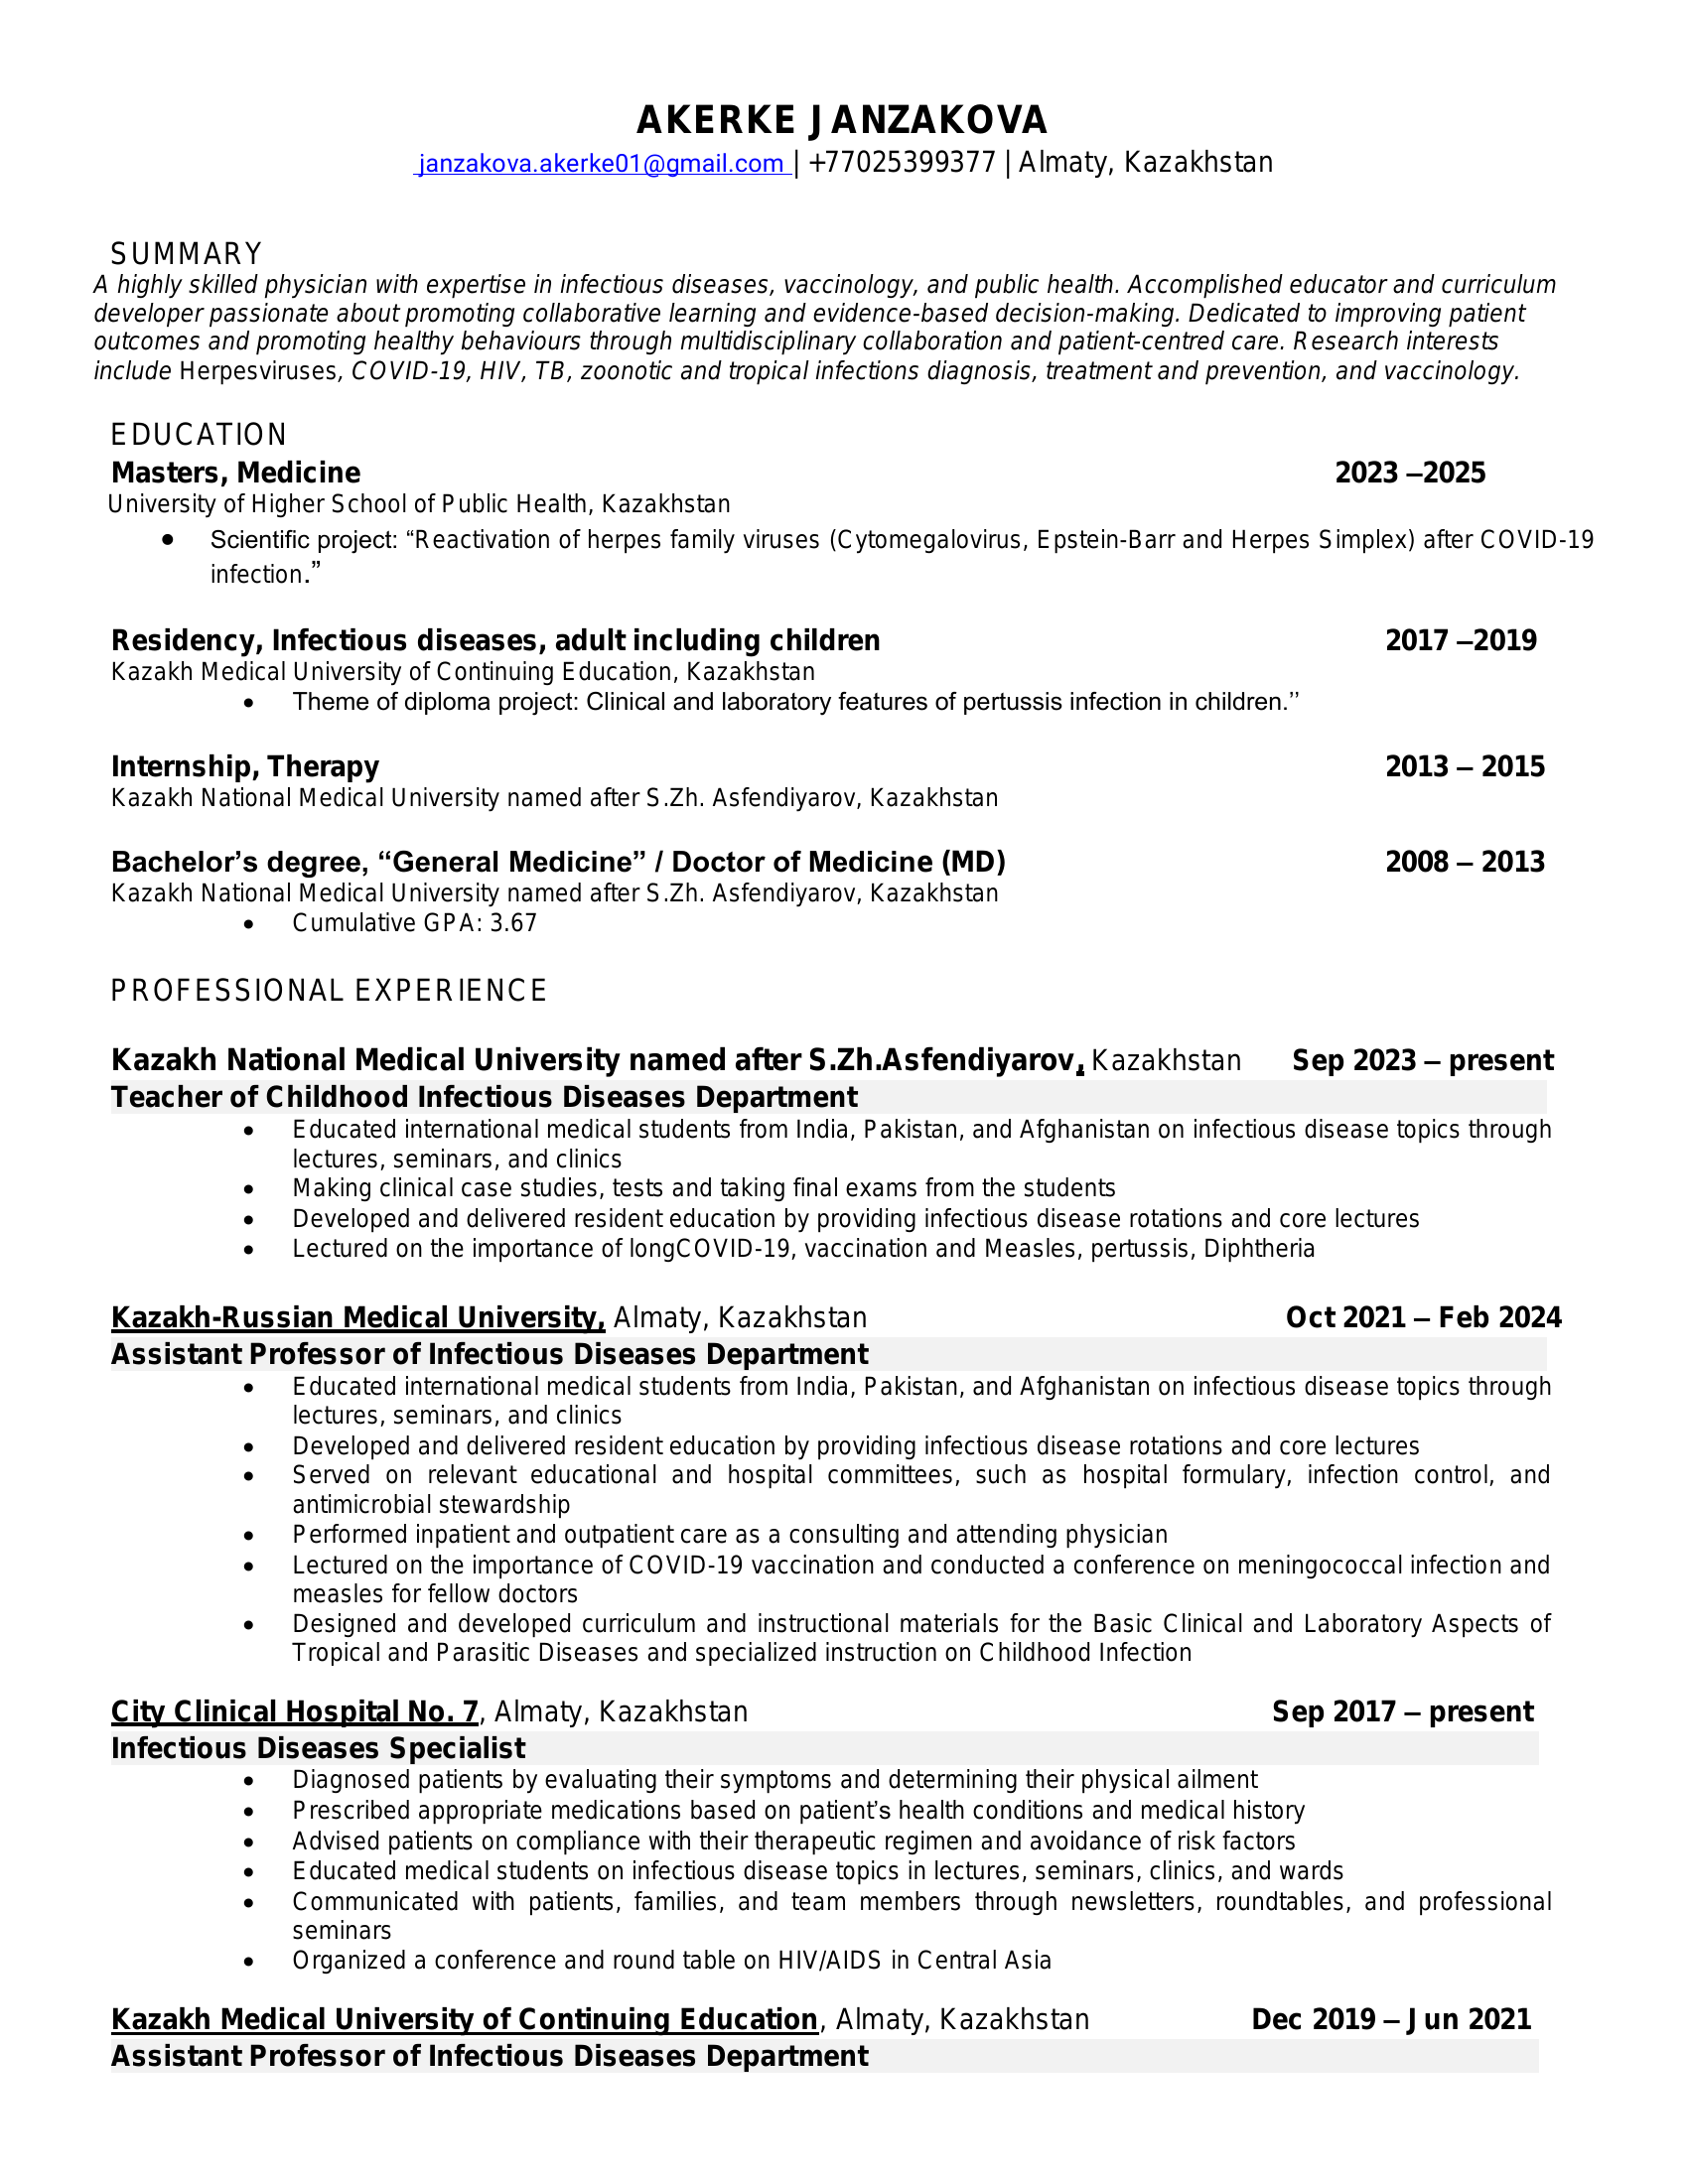 AKERKE JANZAKOVA
janzakova.akerke01@gmail.com | +77025399377 | Almaty, Kazakhstan
SUMMARY
A highly skilled physician with expertise in infectious diseases, vaccinology, and public health. Accomplished educator and curriculum
developer passionate about promoting collaborative learning and evidence-based decision-making. Dedicated to improving patient
outcomes and promoting healthy behaviours through multidisciplinary collaboration and patient-centred care. Research interests
include Herpesviruses, COVID-19, HIV, TB, zoonotic and tropical infections diagnosis, treatment and prevention, and vaccinology.
EDUCATION
Masters, Medicine 2023 –2025
University of Higher School of Public Health, Kazakhstan
• Scientific project: “Reactivation of herpes family viruses (Cytomegalovirus, Epstein-Barr and Herpes Simplex) after COVID-19
infection.”
Residency, Infectious diseases, adult including children 2017 –2019
Kazakh Medical University of Continuing Education, Kazakhstan
• Theme of diploma project: Clinical and laboratory features of pertussis infection in children.’’
Internship, Therapy 2013 – 2015
Kazakh National Medical University named after S.Zh. Asfendiyarov, Kazakhstan
Bachelor’s degree, “General Medicine” / Doctor of Medicine (MD) 2008 – 2013
Kazakh National Medical University named after S.Zh. Asfendiyarov, Kazakhstan
• Cumulative GPA: 3.67
PROFESSIONAL EXPERIENCE
Kazakh National Medical University named after S.Zh.Asfendiyarov, Kazakhstan Sep 2023 – present
Teacher of Childhood Infectious Diseases Department
• Educated international medical students from India, Pakistan, and Afghanistan on infectious disease topics through
lectures, seminars, and clinics
• Making clinical case studies, tests and taking final exams from the students
• Developed and delivered resident education by providing infectious disease rotations and core lectures
• Lectured on the importance of longCOVID-19, vaccination and Measles, pertussis, Diphtheria
Kazakh-Russian Medical University, Almaty, Kazakhstan Oct 2021 – Feb 2024
Assistant Professor of Infectious Diseases Department
• Educated international medical students from India, Pakistan, and Afghanistan on infectious disease topics through
lectures, seminars, and clinics
• Developed and delivered resident education by providing infectious disease rotations and core lectures
• Served on relevant educational and hospital committees, such as hospital formulary, infection control, and
antimicrobial stewardship
• Performed inpatient and outpatient care as a consulting and attending physician
• Lectured on the importance of COVID-19 vaccination and conducted a conference on meningococcal infection and
measles for fellow doctors
• Designed and developed curriculum and instructional materials for the Basic Clinical and Laboratory Aspects of
Tropical and Parasitic Diseases and specialized instruction on Childhood Infection
City Clinical Hospital No. 7, Almaty, Kazakhstan Sep 2017 – present
Infectious Diseases Specialist
• Diagnosed patients by evaluating their symptoms and determining their physical ailment
• Prescribed appropriate medications based on patient’s health conditions and medical history
• Advised patients on compliance with their therapeutic regimen and avoidance of risk factors
• Educated medical students on infectious disease topics in lectures, seminars, clinics, and wards
• Communicated with patients, families, and team members through newsletters, roundtables, and professional
seminars
• Organized a conference and round table on HIV/AIDS in Central Asia
Kazakh Medical University of Continuing Education, Almaty, Kazakhstan Dec 2019 – Jun 2021
Assistant Professor of Infectious Diseases Department